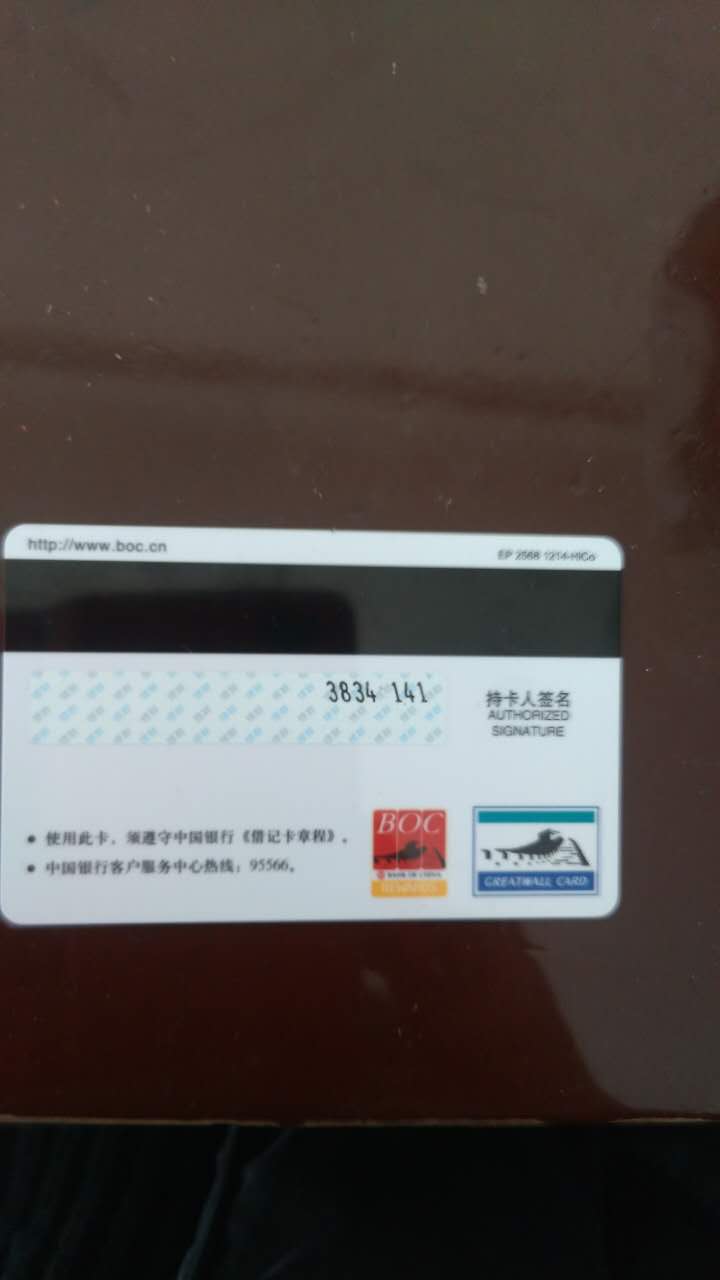 http://www.boc.cn
EP 2568 1214-HiCo
3834 141
持卡人签名
AUTHORIZED
SIGNATURE
使用此卡，须遵守中国银行《借记卡章程》。
中国银行客户服务中心热线：95566。
BOC
BANK OF CHINA
REWARDS
GREATWALL CARD